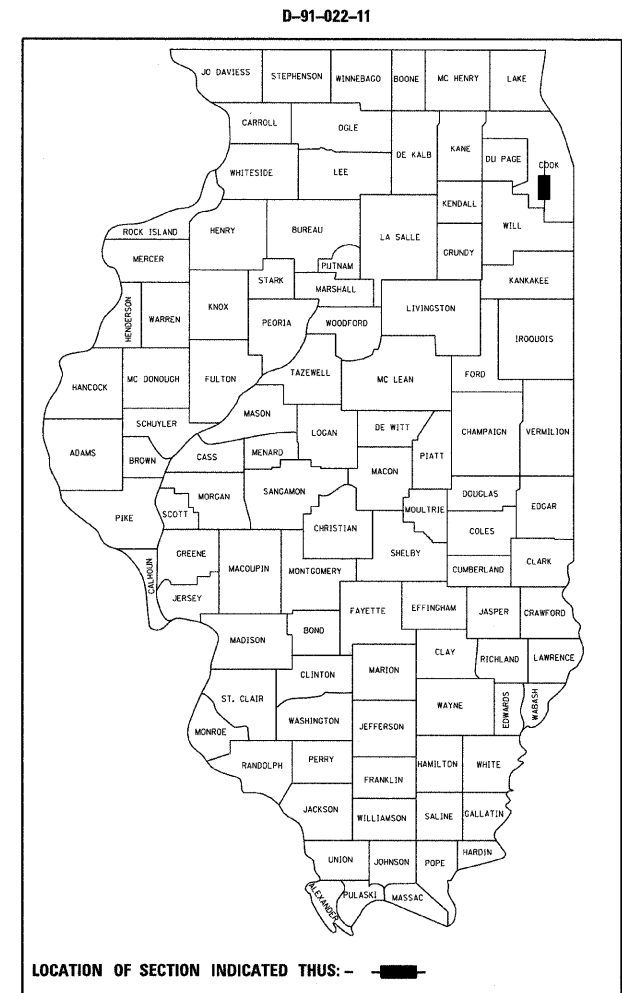 D-91-022-11
JO DAVIESS
STEPHENSON
WINNEBAGO
BOONE
MC HENRY
LAKE
CARROLL
OGLE
DE KALB
KANE
DU PAGE
COOK
WHITESIDE
LEE
KENDALL
WILL
ROCK ISLAND
HENRY
BUREAU
LA SALLE
GRUNDY
MERCER
PUTNAM
KANKAKEE
STARK
MARSHALL
HENDERSON
WARREN
KNOX
PEORIA
WOODFORD
LIVINGSTON
IROQUOIS
HANCOCK
MC DONOUGH
FULTON
TAZEWELL
MC LEAN
FORD
MASON
SCHUYLER
LOGAN
DE WITT
CHAMPAIGN
VERMILION
ADAMS
BROWN
CASS
MENARD
PIATT
MACON
MORGAN
SANGAMON
DOUGLAS
EDGAR
PIKE
SCOTT
CHRISTIAN
MOULTRIE
COLES
GREENE
MACOUPIN
SHELBY
CALHOUN
MONTGOMERY
CUMBERLAND
CLARK
JERSEY
FAYETTE
EFFINGHAM
JASPER
CRAWFORD
MADISON
BOND
CLAY
RICHLAND
LAWRENCE
CLINTON
MARION
ST. CLAIR
WAYNE
EDWARDS
WABASH
WASHINGTON
JEFFERSON
MONROE
RANDOLPH
PERRY
HAMILTON
WHITE
FRANKLIN
JACKSON
WILLIAMSON
SALINE
GALLATIN
UNION
JOHNSON
POPE
HARDIN
ALEXANDER
PULASKI
MASSAC
LOCATION OF SECTION INDICATED THUS: -